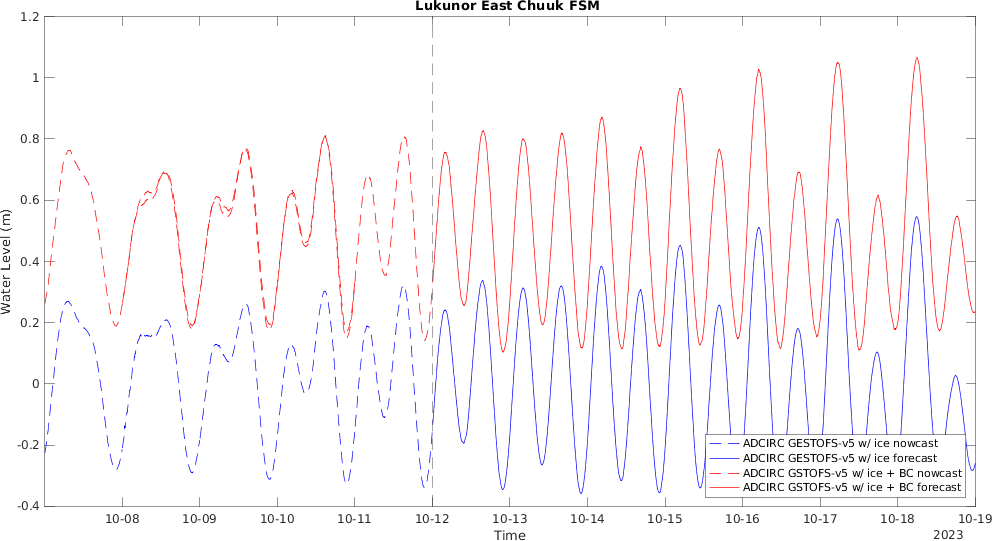 Lukunor East Chuuk FSM
1.2
1
0.8
0.6
0.4
0.2
0
-0.2
-0.4
Water Level (m)
10-08 10-09 10-10 10-11 10-12 10-13 10-14 10-15 10-16 10-17 10-18 10-19
Time
2023
ADCIRC GESTOFS-v5 w/ ice nowcast
ADCIRC GESTOFS-v5 w/ ice forecast
ADCIRC GSTOFS-v5 w/ ice + BC nowcast
ADCIRC GSTOFS-v5 w/ ice + BC forecast